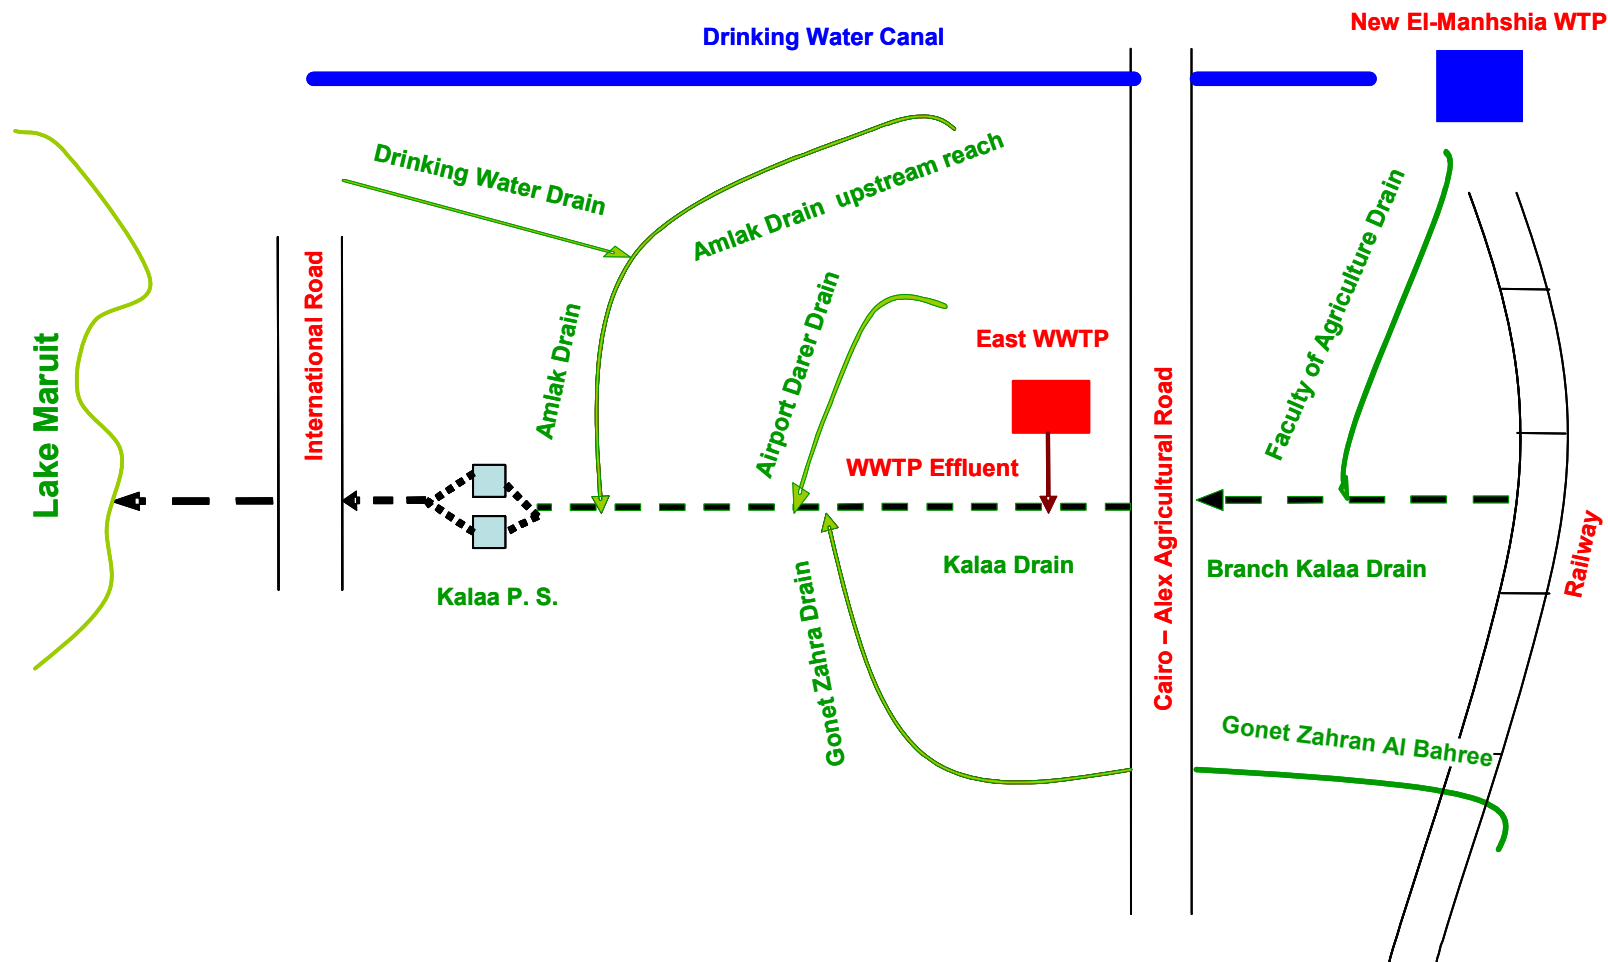 New El-Manhshia WTP
Drinking Water Canal
Drinking Water Drain
Amlak Drain  upstream reach
Faculty of Agriculture Drain
International Road
Amlak Drain
Airport Darer Drain
East WWTP
Lake Maruit
WWTP Effluent
Cairo – Alex Agricultural Road
Kalaa Drain
Branch Kalaa Drain
Railway
Kalaa P. S.
Gonet Zahra Drain
Gonet Zahran Al Bahree